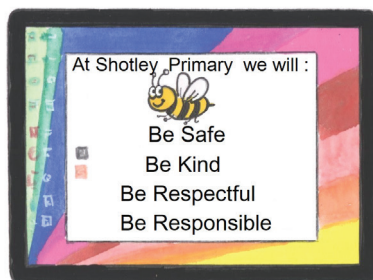 At Shotley Primary we will :
Be Safe
Be Kind
Be Respectful
Be Responsible